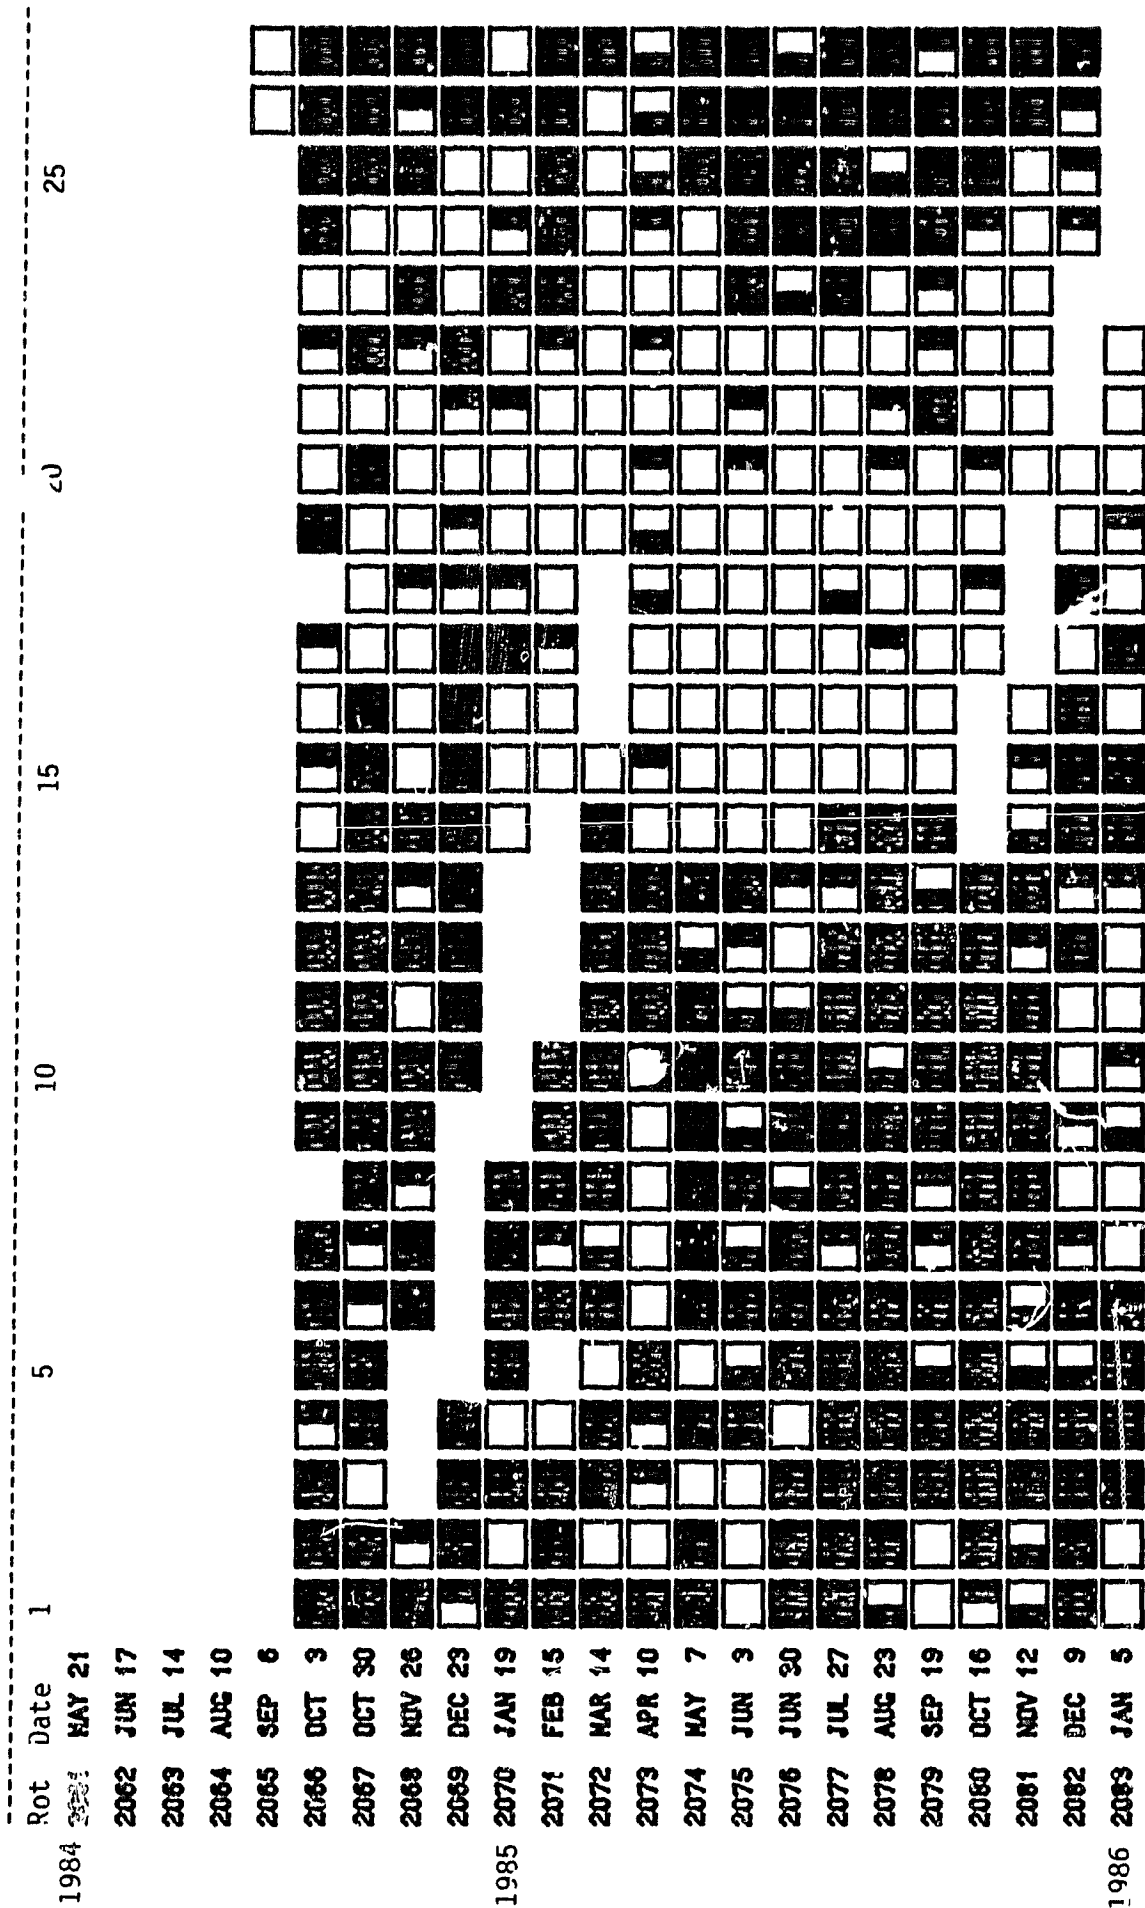 Rot Date 1 5 10 15 20 25
1984 MAY 21
2062 JUN 17
2063 JUL 14
2064 AUG 10
2065 SEP 6
2066 OCT 3
2067 OCT 30
2068 NOV 26
2069 DEC 23
1985 2070 JAN 19
2071 FEB 15
2072 MAR 14
2073 APR 10
2074 MAY 7
2075 JUN 3
2076 JUN 30
2077 JUL 27
2078 AUG 23
2079 SEP 19
2080 OCT 16
2081 NOV 12
2082 DEC 9
1986 2083 JAN 5